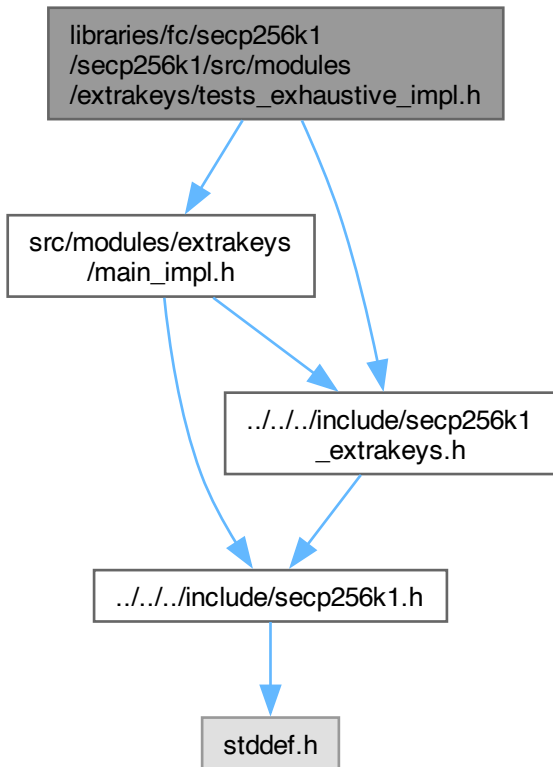 libraries/fc/secp256k1
/secp256k1/src/modules
/extrakeys/tests_exhaustive_impl.h
src/modules/extrakeys
/main_impl.h
../../../include/secp256k1
_extrakeys.h
../../../include/secp256k1.h
stddef.h